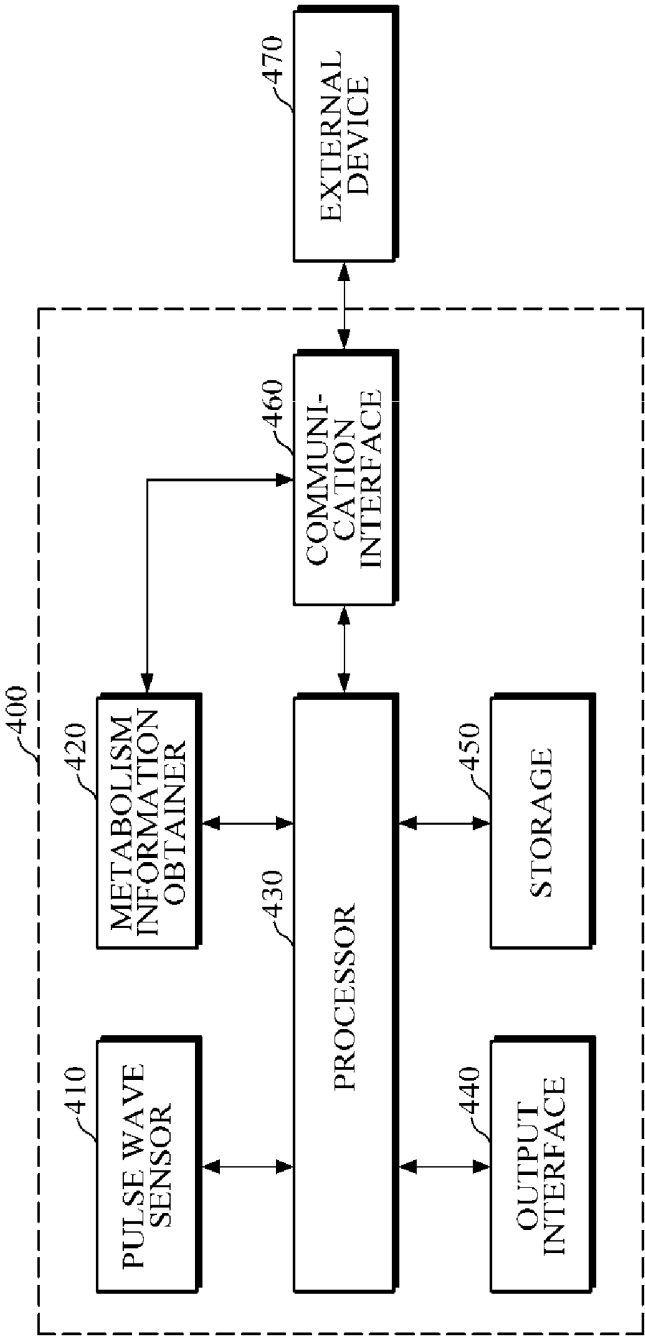 400
410
PULSE WAVE
SENSOR
420
METABOLISM
INFORMATION
OBTAINER
430
PROCESSOR
460
COMMUNI-
CATION
INTERFACE
470
EXTERNAL
DEVICE
440
OUTPUT
INTERFACE
450
STORAGE